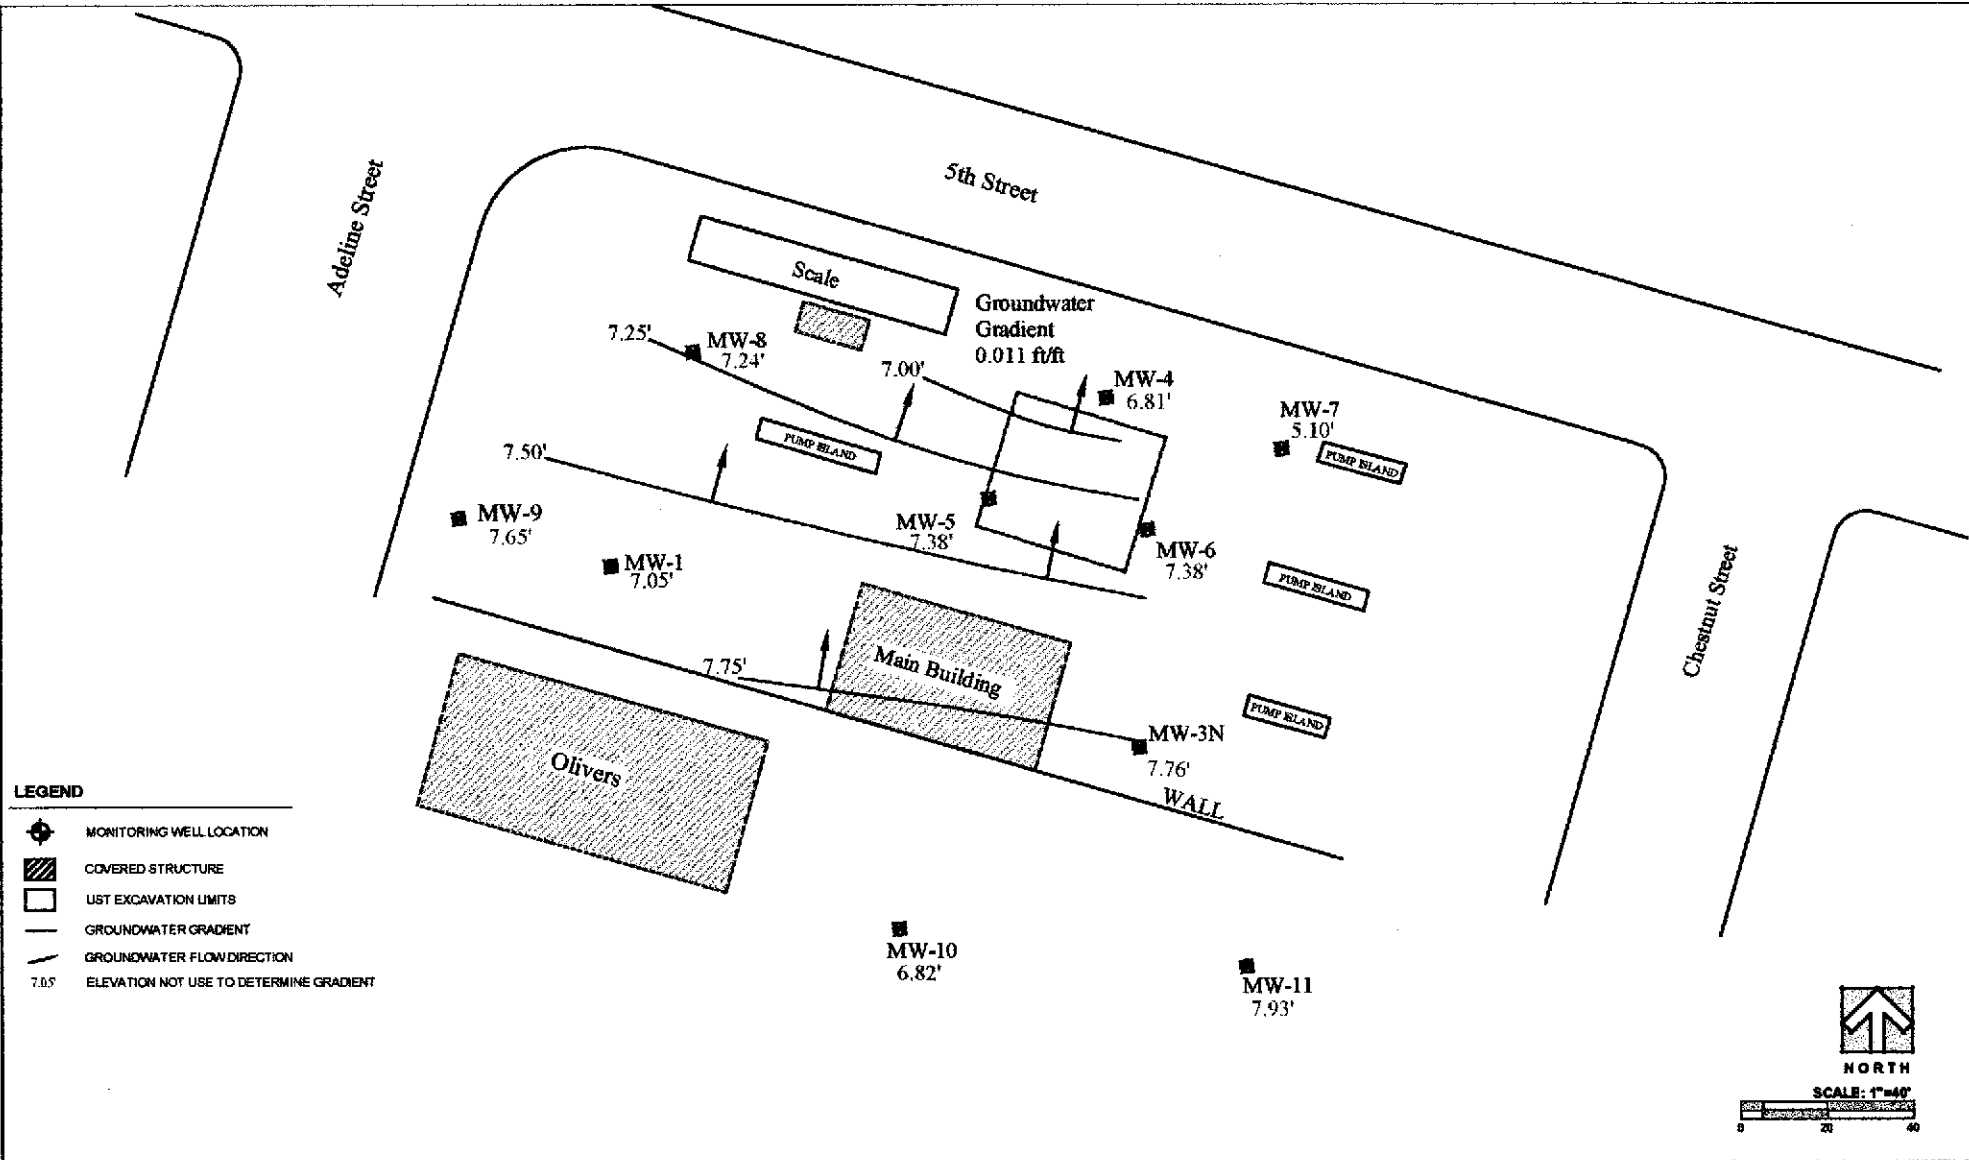 5th Street
Adeline Street
Scale
Groundwater
Gradient
0.011 ft/ft
7.25'
MW-8
7.24'
7.00'
MW-4
6.81'
MW-7
5.10'
PUMP ISLAND
PUMP ISLAND
7.50'
MW-9
7.65'
MW-5
7.38'
MW-6
7.38'
MW-1
7.05'
PUMP ISLAND
Chestnut Street
7.75'
Main Building
PUMP ISLAND
MW-3N
7.76'
Olivers
WALL
LEGEND
MONITORING WELL LOCATION
COVERED STRUCTURE
UST EXCAVATION LIMITS
GROUNDWATER GRADIENT
GROUNDWATER FLOW DIRECTION
7.05' ELEVATION NOT USE TO DETERMINE GRADIENT
MW-10
6.82'
MW-11
7.93'
NORTH
SCALE: 1"=40'
0 20 40